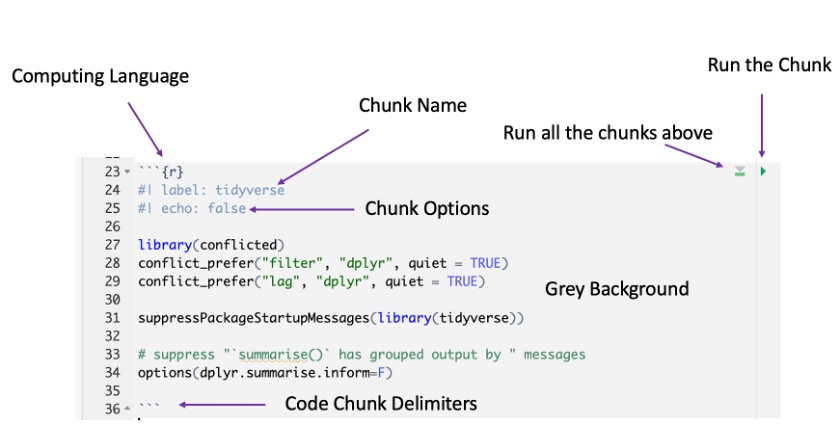 Run the Chunk
Computing Language
Chunk Name
Run all the chunks above
23 ```{r}
24 #| label: tidyverse
25 #| echo: false
Chunk Options
26
27 library(conflicted)
28 conflict_prefer("filter", "dplyr", quiet = TRUE)
29 conflict_prefer("lag", "dplyr", quiet = TRUE)
Grey Background
30
31 suppressPackageStartupMessages(library(tidyverse))
32
33 # suppress "`summarise()` has grouped output by " messages
34 options(dplyr.summarise.inform=F)
35
36 ```
Code Chunk Delimiters